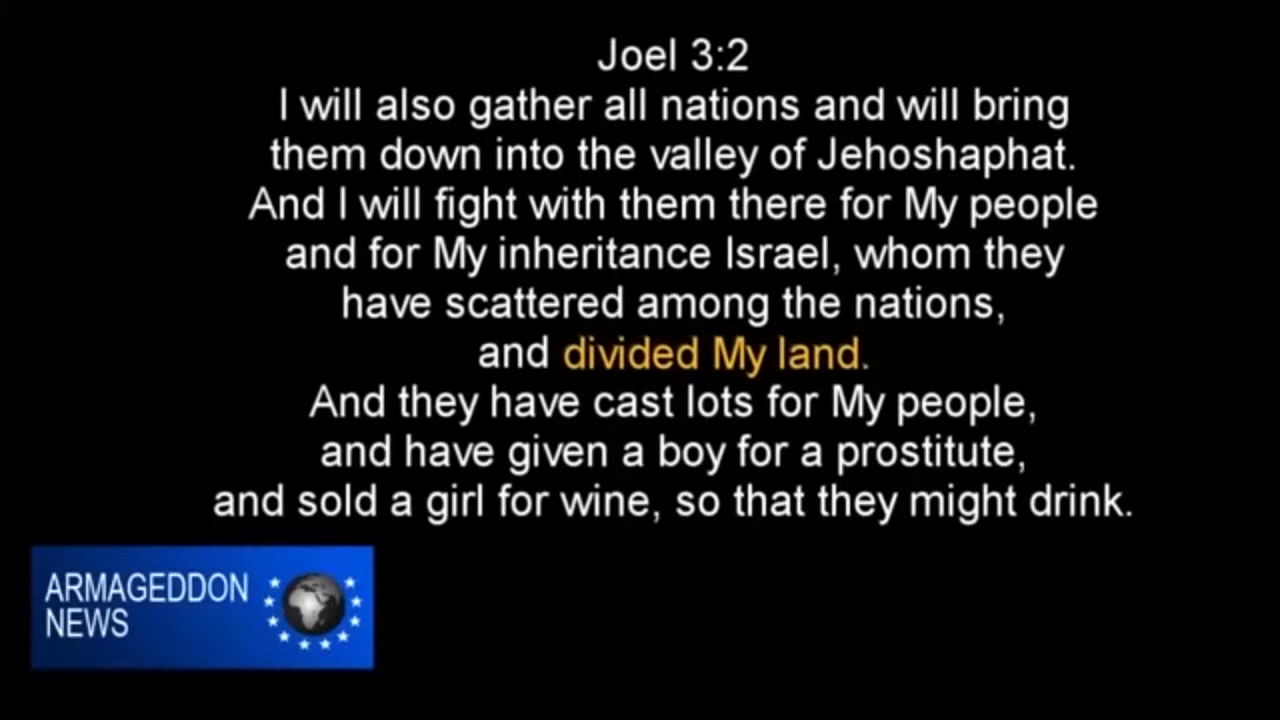 Joel 3:2
I will also gather all nations and will bring
them down into the valley of Jehoshaphat.
And I will fight with them there for My people
and for My inheritance Israel, whom they
have scattered among the nations,
and divided My land.
And they have cast lots for My people,
and have given a boy for a prostitute,
and sold a girl for wine, so that they might drink.
ARMAGEDDON
NEWS